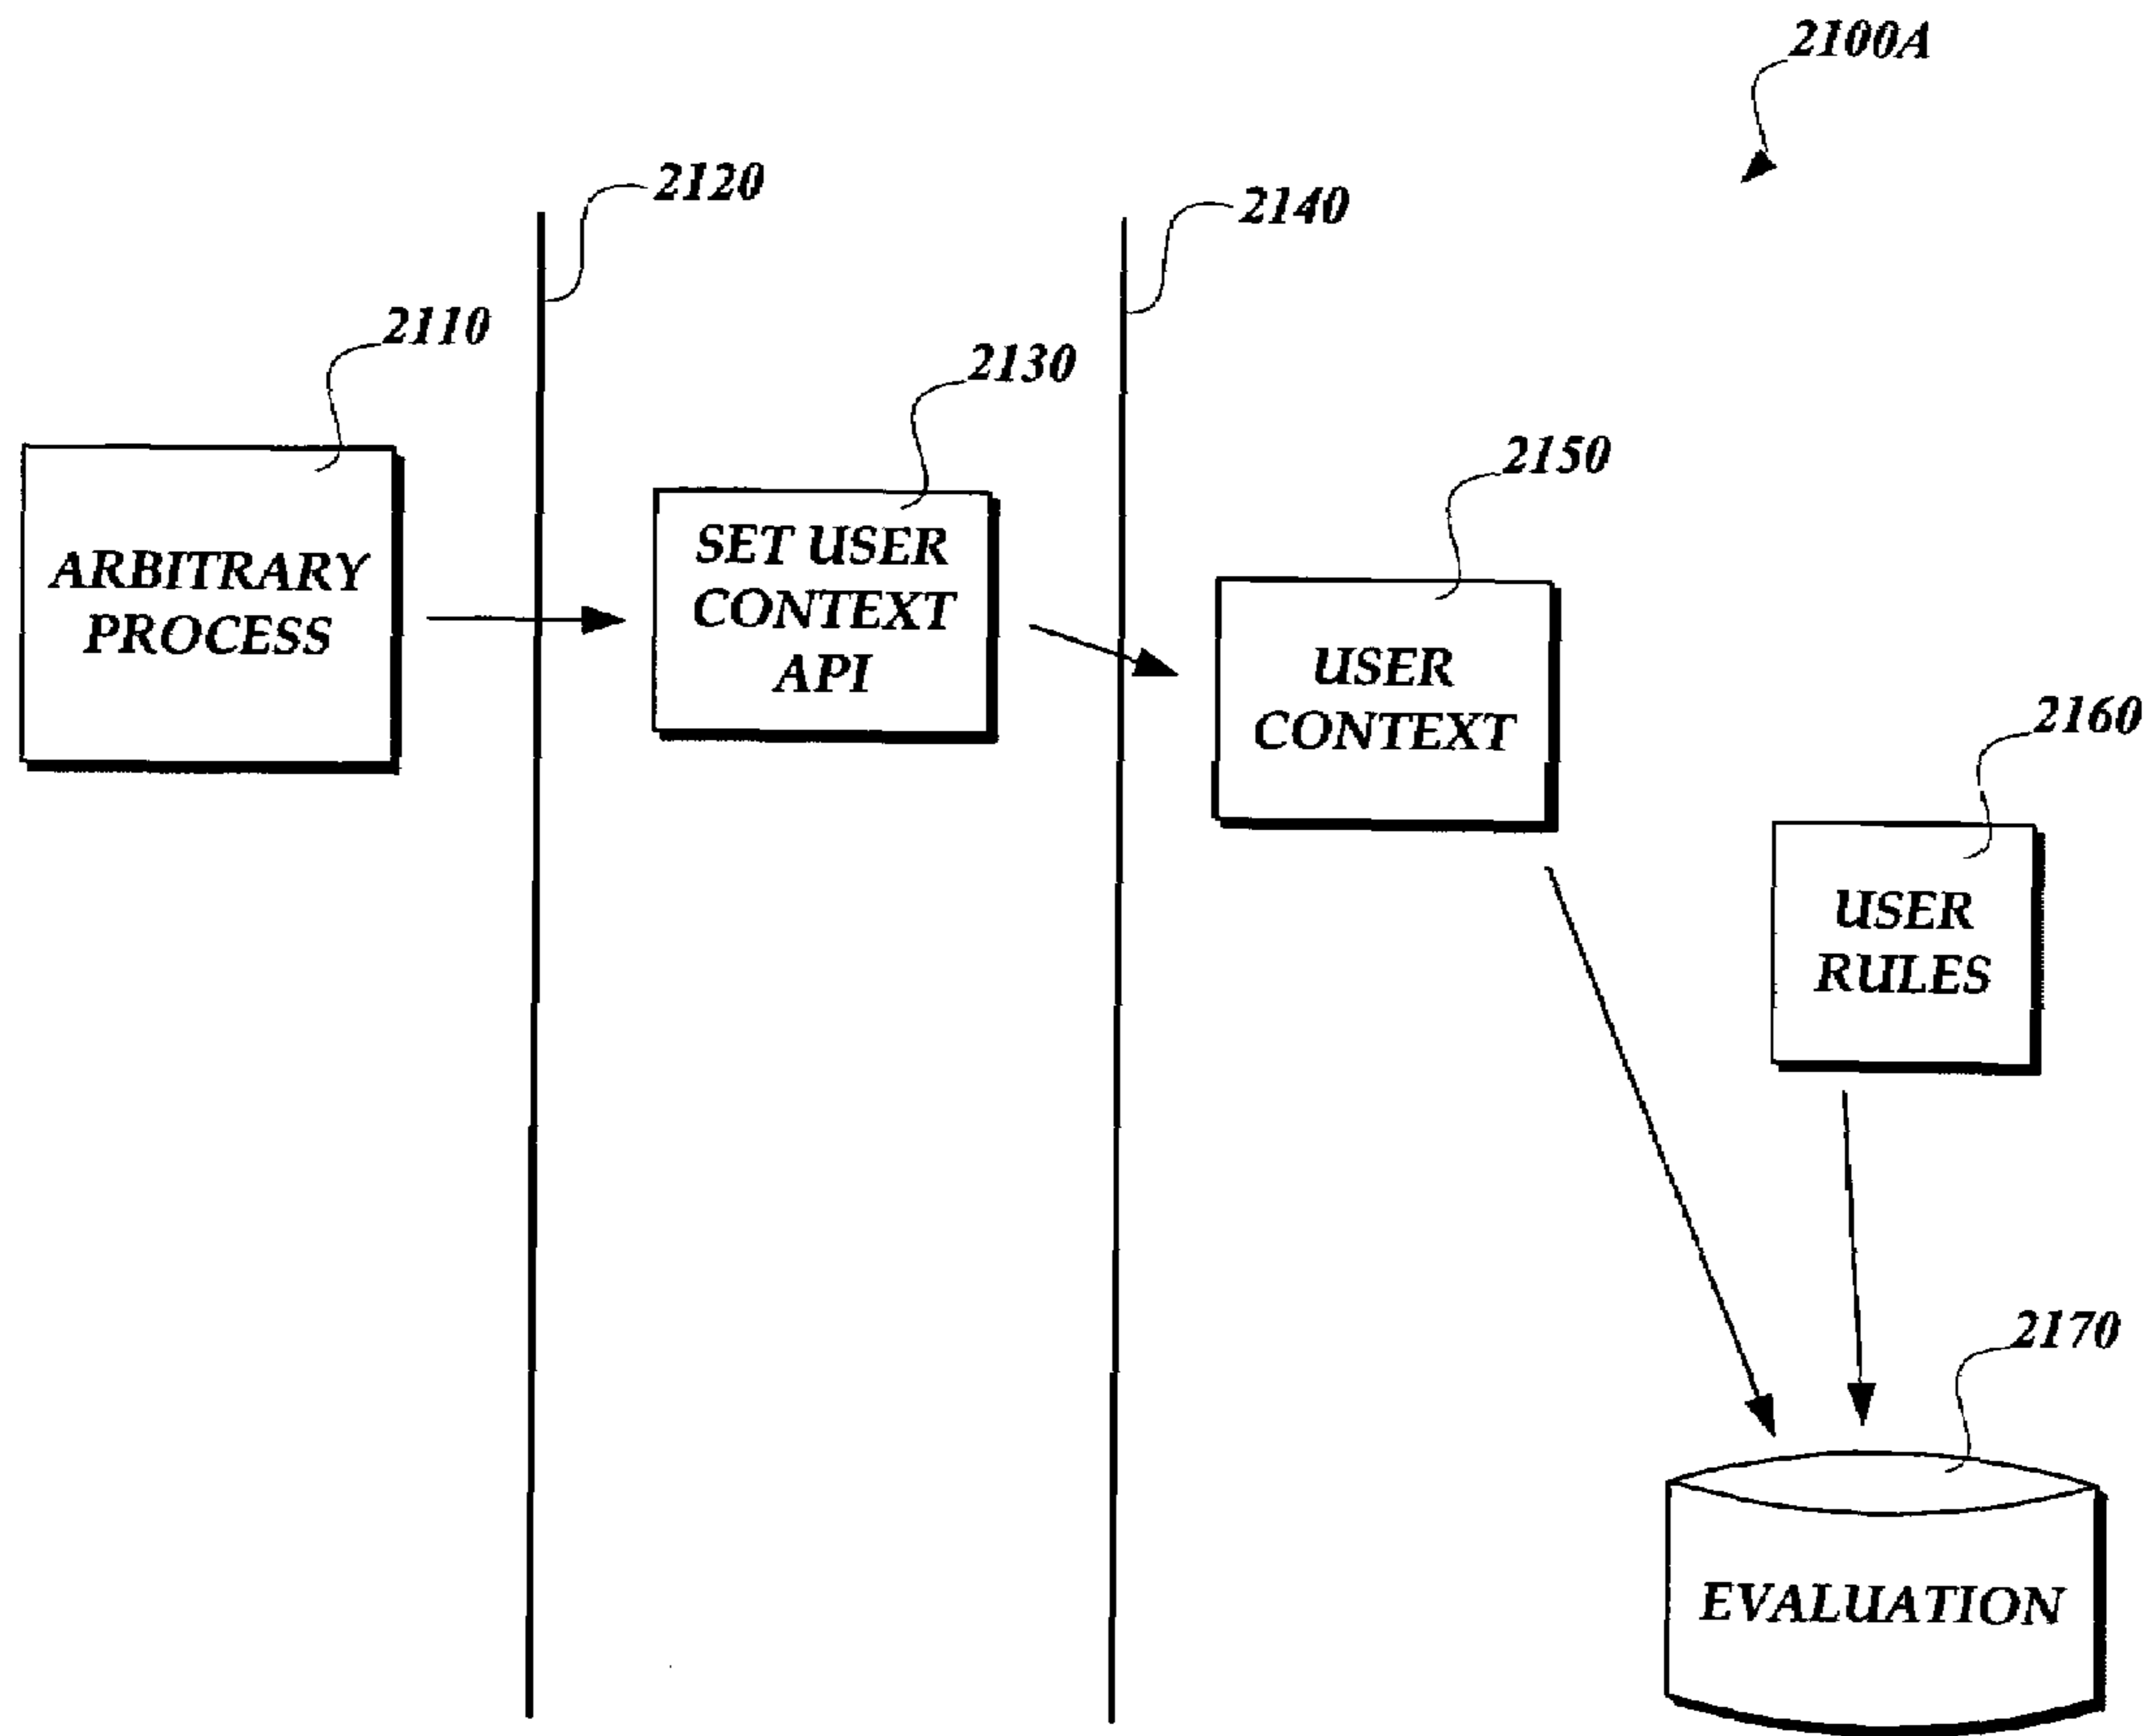 2100A
2120
2140
2110
2130
2150
ARBITRARY
PROCESS
SET USER
CONTEXT
API
USER
CONTEXT
2160
USER
RULES
2170
EVALUATION